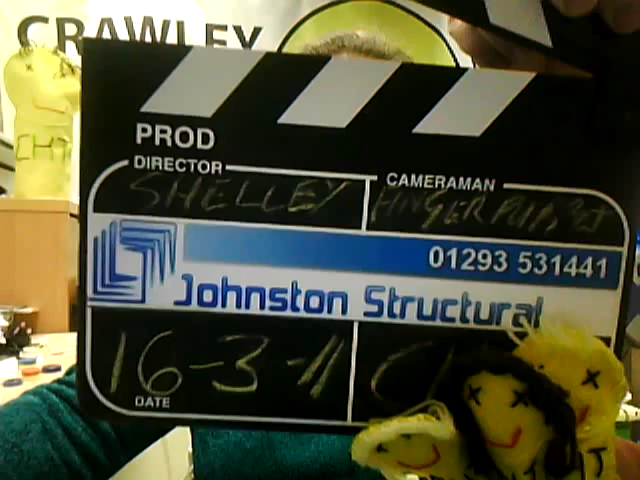 CRAWLEY
PROD
DIRECTOR
SHELLEY
CAMERAMAN
FINGER PUPPET
01293 531441
Johnston Structural
16-3-11
DATE